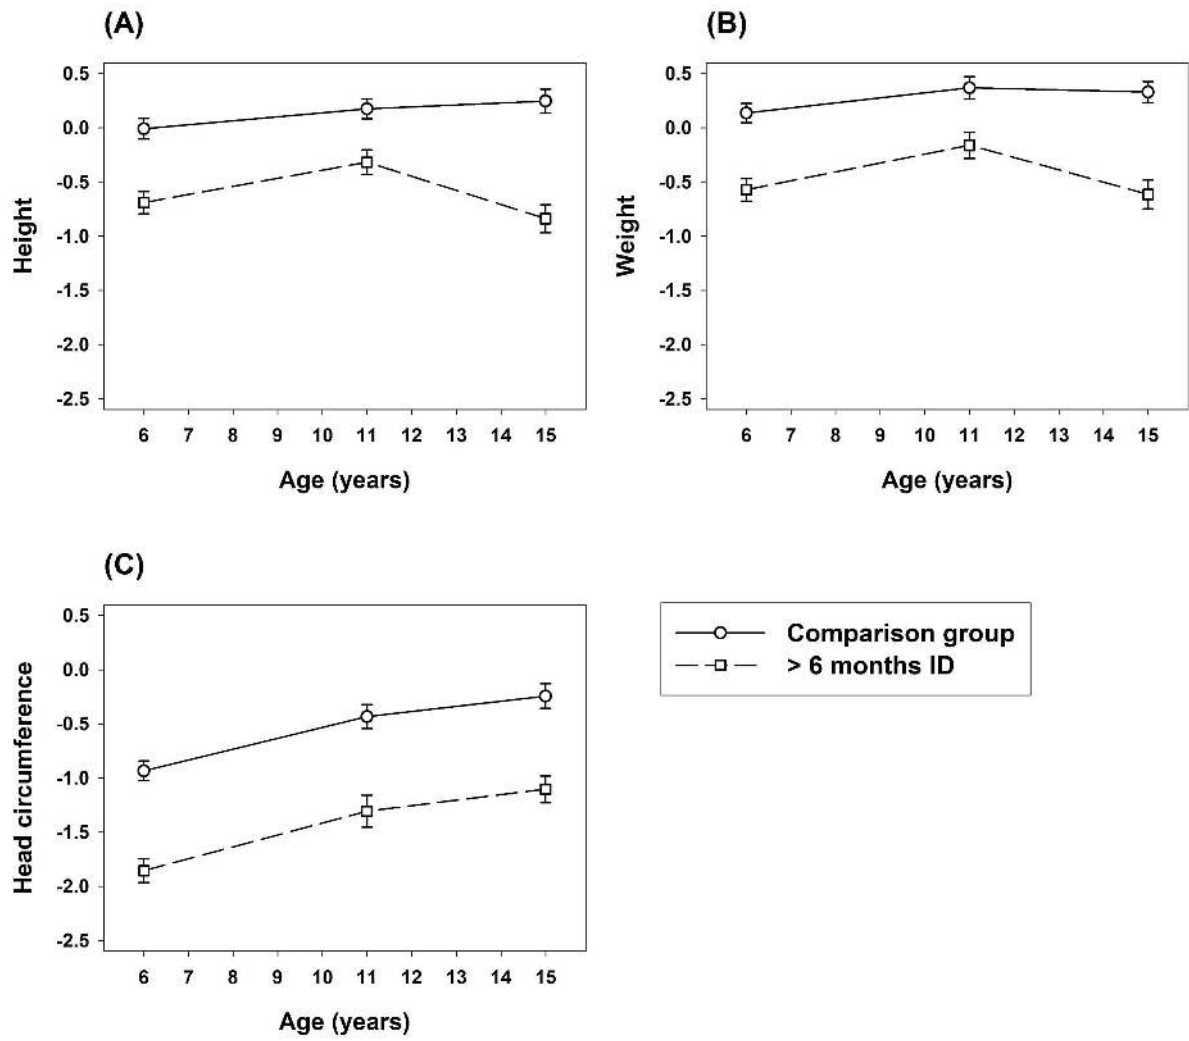 (A)
0.5
0.0
-0.5
-1.0
-1.5
-2.0
-2.5
Height
6 7 8 9 10 11 12 13 14 15
Age (years)
(B)
0.5
0.0
-0.5
-1.0
-1.5
-2.0
-2.5
Weight
6 7 8 9 10 11 12 13 14 15
Age (years)
(C)
0.5
0.0
-0.5
-1.0
-1.5
-2.0
-2.5
Head circumference
6 7 8 9 10 11 12 13 14 15
Age (years)
Comparison group
> 6 months ID